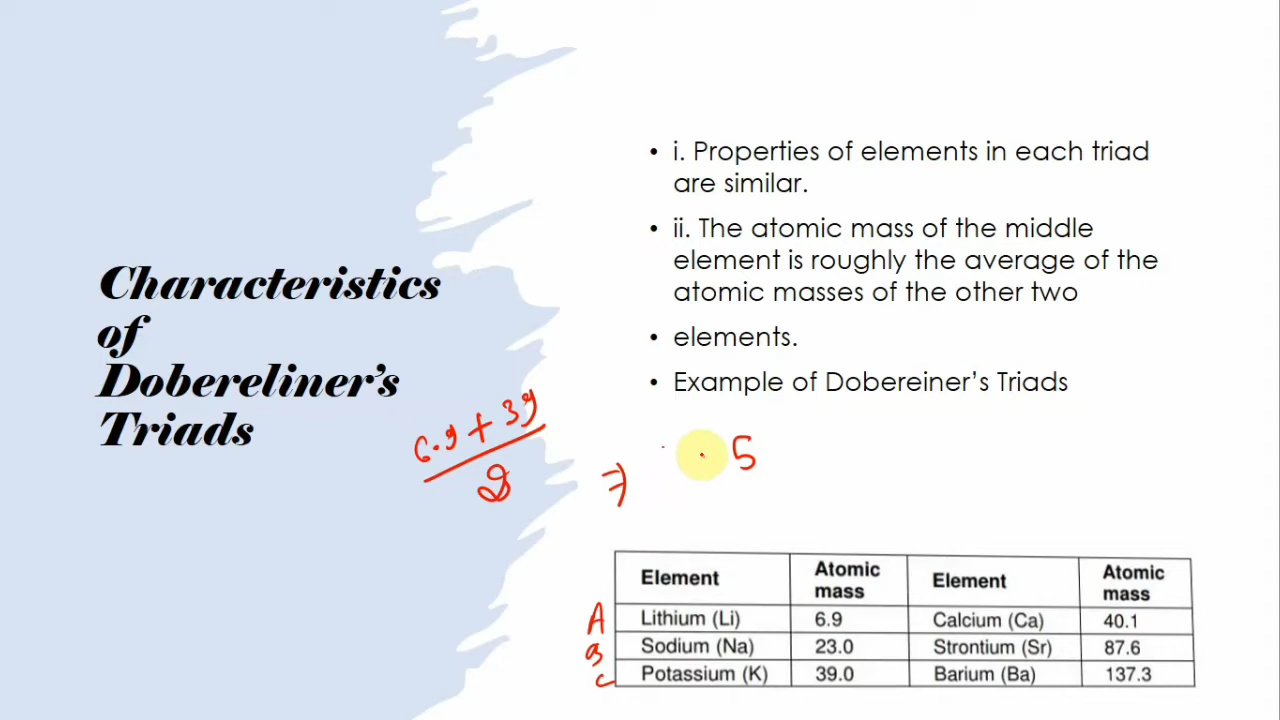 Characteristics
of
Dobereliner’s
Triads
• i. Properties of elements in each triad
are similar.
• ii. The atomic mass of the middle
element is roughly the average of the
atomic masses of the other two
• elements.
• Example of Dobereiner’s Triads
6.9 + 39
2
⇒ . 5
Element Atomic mass Element Atomic mass
A Lithium (Li) 6.9 Calcium (Ca) 40.1
B Sodium (Na) 23.0 Strontium (Sr) 87.6
C Potassium (K) 39.0 Barium (Ba) 137.3